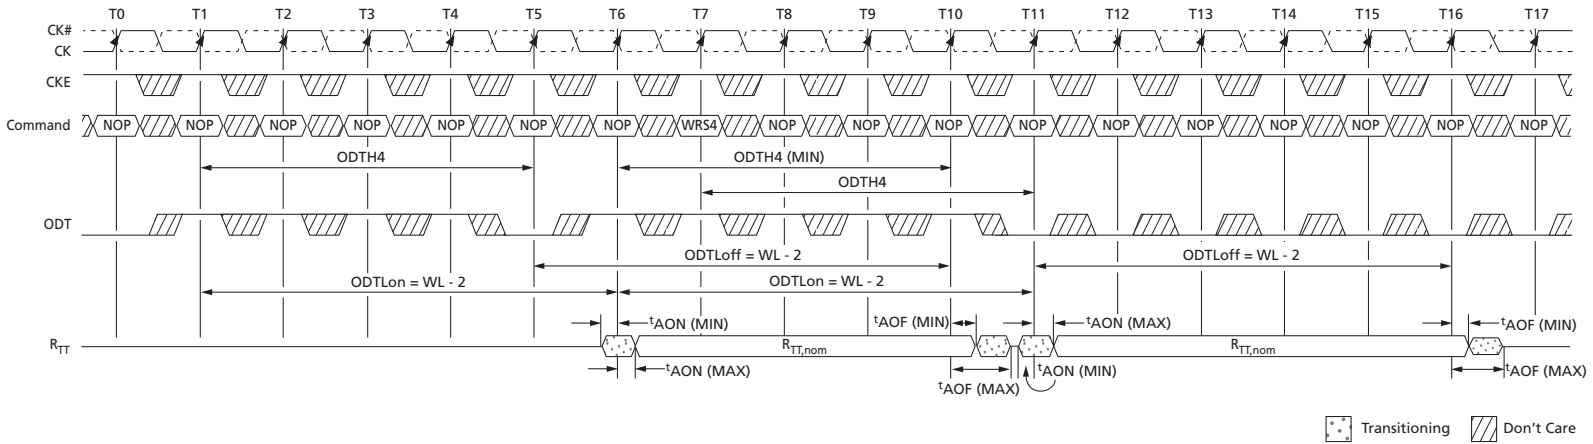 T0 T1 T2 T3 T4 T5 T6 T7 T8 T9 T10 T11 T12 T13 T14 T15 T16 T17
CK#
CK
CKE
Command NOP NOP NOP NOP NOP NOP NOP WRS4 NOP NOP NOP NOP NOP NOP NOP NOP NOP NOP
ODTH4 ODTH4 (MIN)
ODTH4
ODT
ODTLoff = WL - 2 ODTLoff = WL - 2
ODTLon = WL - 2 ODTLon = WL - 2
tAON (MIN) tAOF (MIN) tAON (MAX) tAOF (MIN)
RTT RTT,nom RTT,nom
tAON (MAX) tAON (MIN) tAOF (MAX)
tAOF (MAX)
Transitioning Don't Care